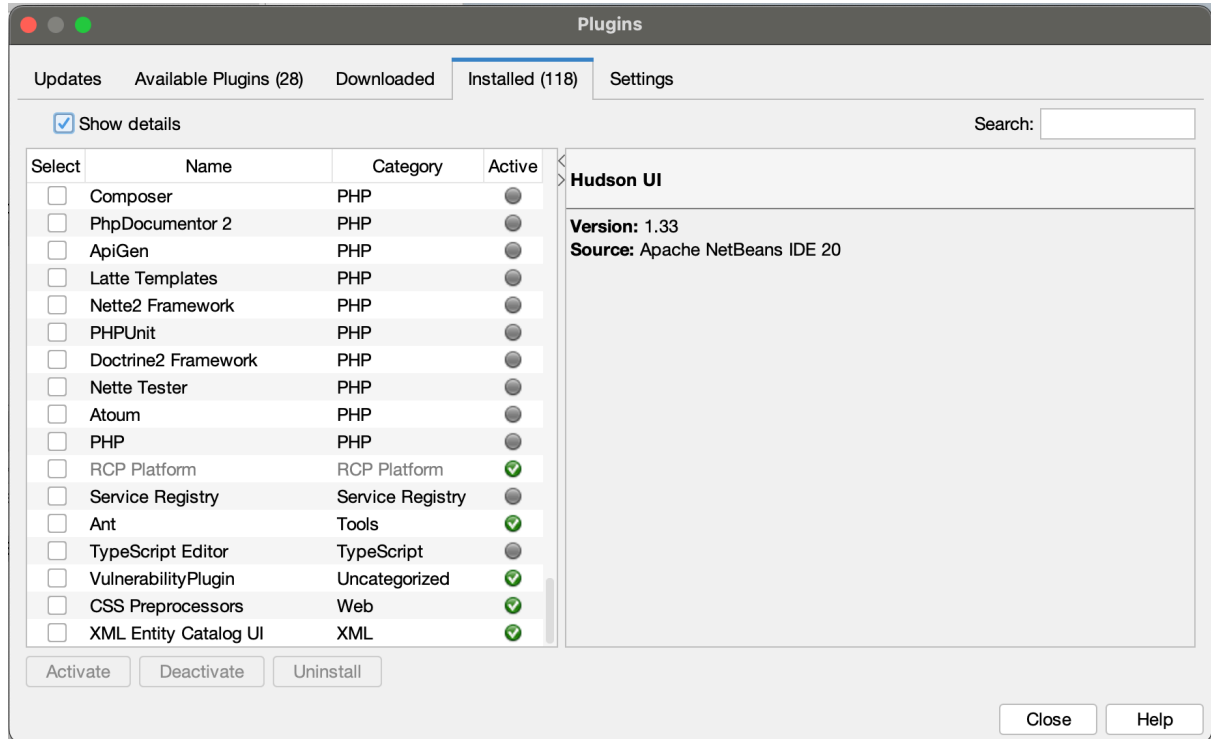 Plugins
Updates Available Plugins (28) Downloaded Installed (118) Settings
Show details Search:
Select Name Category Active
Composer PHP
PhpDocumentor 2 PHP
ApiGen PHP
Latte Templates PHP
Nette2 Framework PHP
PHPUnit PHP
Doctrine2 Framework PHP
Nette Tester PHP
Atoum PHP
PHP PHP
RCP Platform RCP Platform
Service Registry Service Registry
Ant Tools
TypeScript Editor TypeScript
VulnerabilityPlugin Uncategorized
CSS Preprocessors Web
XML Entity Catalog UI XML
Hudson UI
Version: 1.33
Source: Apache NetBeans IDE 20
Activate Deactivate Uninstall
Close Help